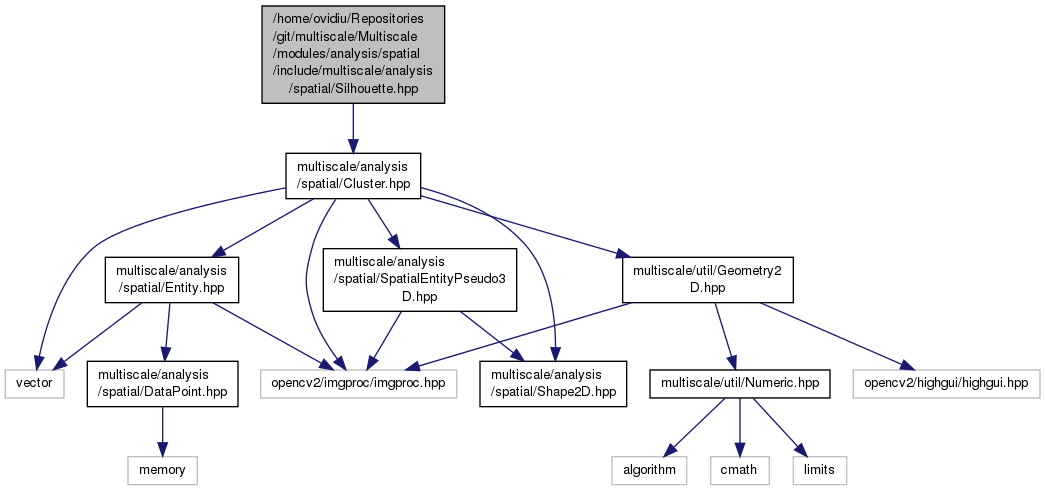 /home/ovidiu/Repositories
/git/multiscale/Multiscale
/modules/analysis/spatial
/include/multiscale/analysis
/spatial/Silhouette.hpp
multiscale/analysis
/spatial/Cluster.hpp
multiscale/analysis
/spatial/Entity.hpp
multiscale/analysis
/spatial/SpatialEntityPseudo3
D.hpp
multiscale/util/Geometry2
D.hpp
vector
multiscale/analysis
/spatial/DataPoint.hpp
opencv2/imgproc/imgproc.hpp
multiscale/analysis
/spatial/Shape2D.hpp
multiscale/util/Numeric.hpp
opencv2/highgui/highgui.hpp
memory
algorithm
cmath
limits